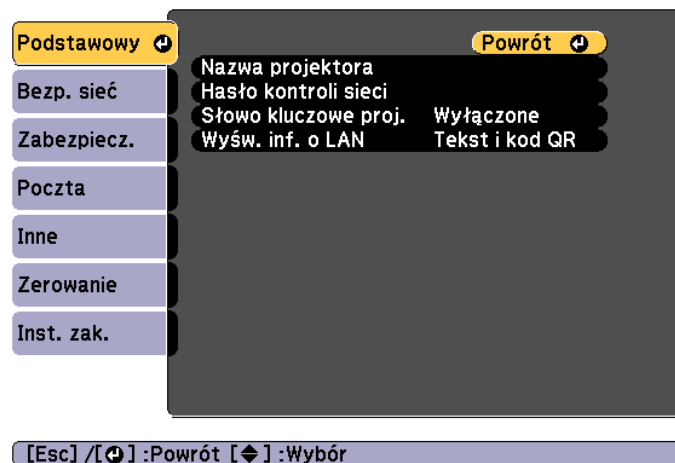 Podstawowy
Powrót
Nazwa projektora
Bezp. sieć
Hasło kontroli sieci
Słowo kluczowe proj. Wyłączone
Zabezpiecz.
Wyśw. inf. o LAN Tekst i kod QR
Poczta
Inne
Zerowanie
Inst. zak.
[Esc] /[⏎] :Powrót [◆] :Wybór